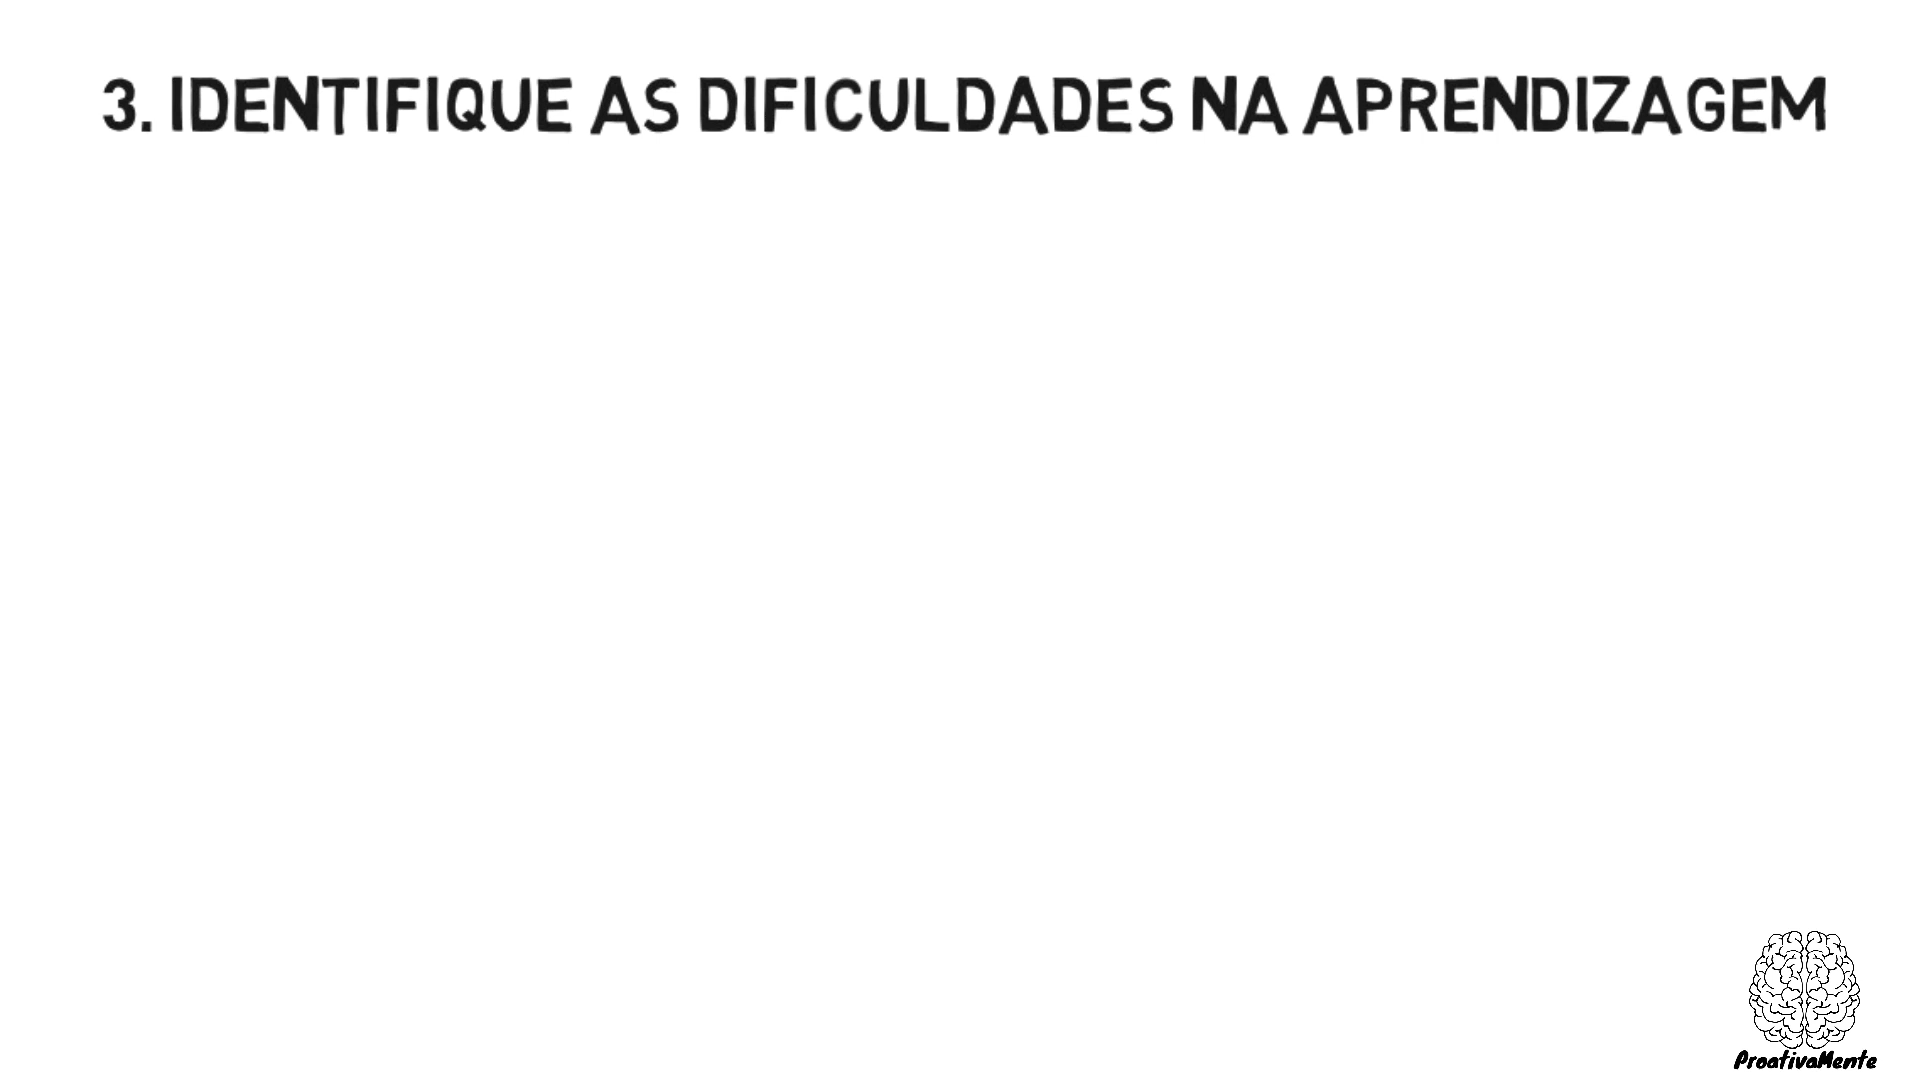 3. IDENTIFIQUE AS DIFICULDADES NA APRENDIZAGEM
ProativaMente